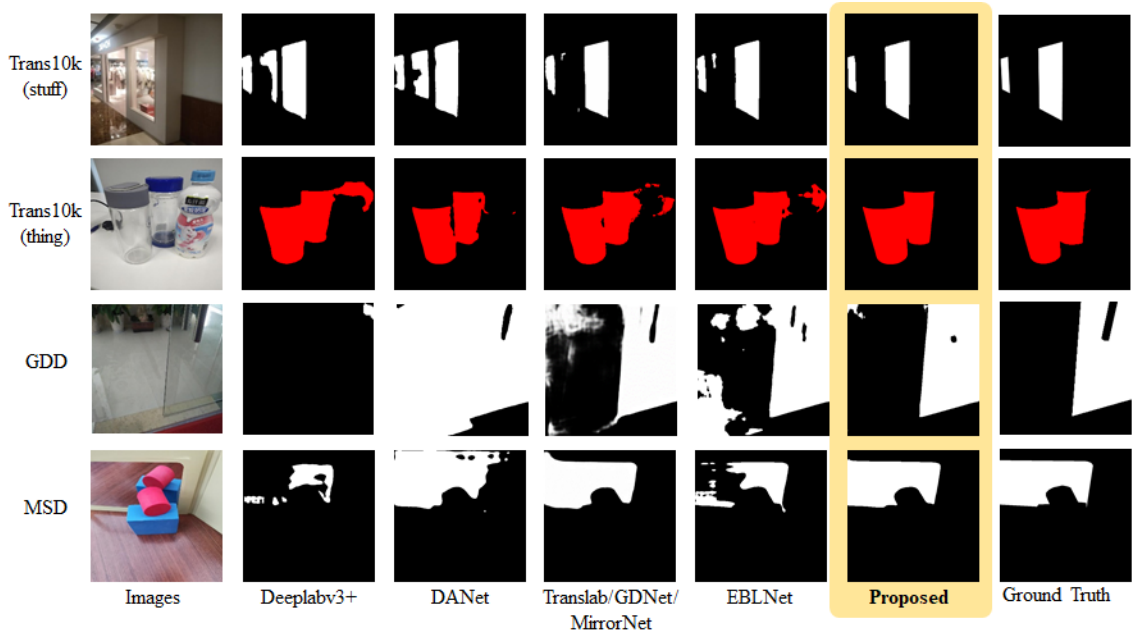 Trans10k
(stuff)
Trans10k
(thing)
GDD
MSD
Images
Deeplabv3+
DANet
Translab/GDNet/
MirrorNet
EBLNet
Proposed
Ground Truth